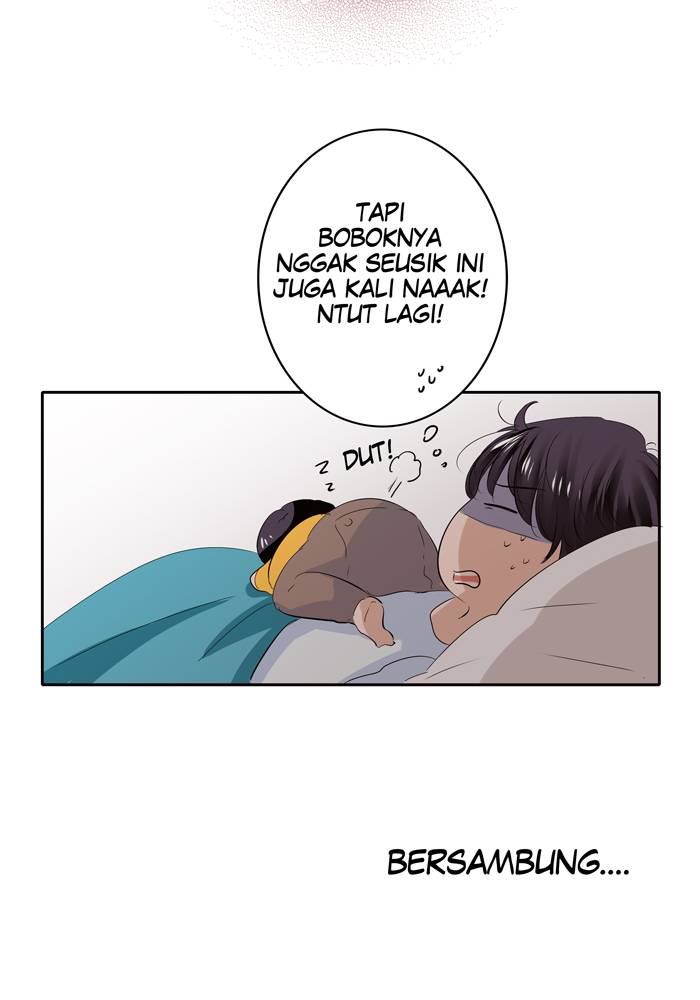 TAPI
BOBOKNYA
NGGAK SEUSIK INI
JUGA KALI NAAAK!
NTUT LAGI!
DUT!
Z
Z
BERSAMBUNG....